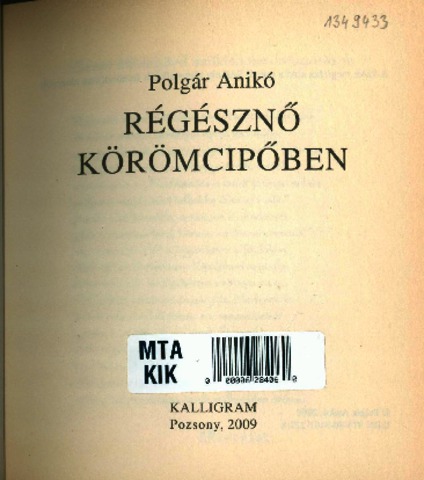 1349433
Polgár Anikó
RÉGÉSZNŐ
KÖRÖMCIPŐBEN
MTA
KIK
KALLIGRAM
Pozsony, 2009